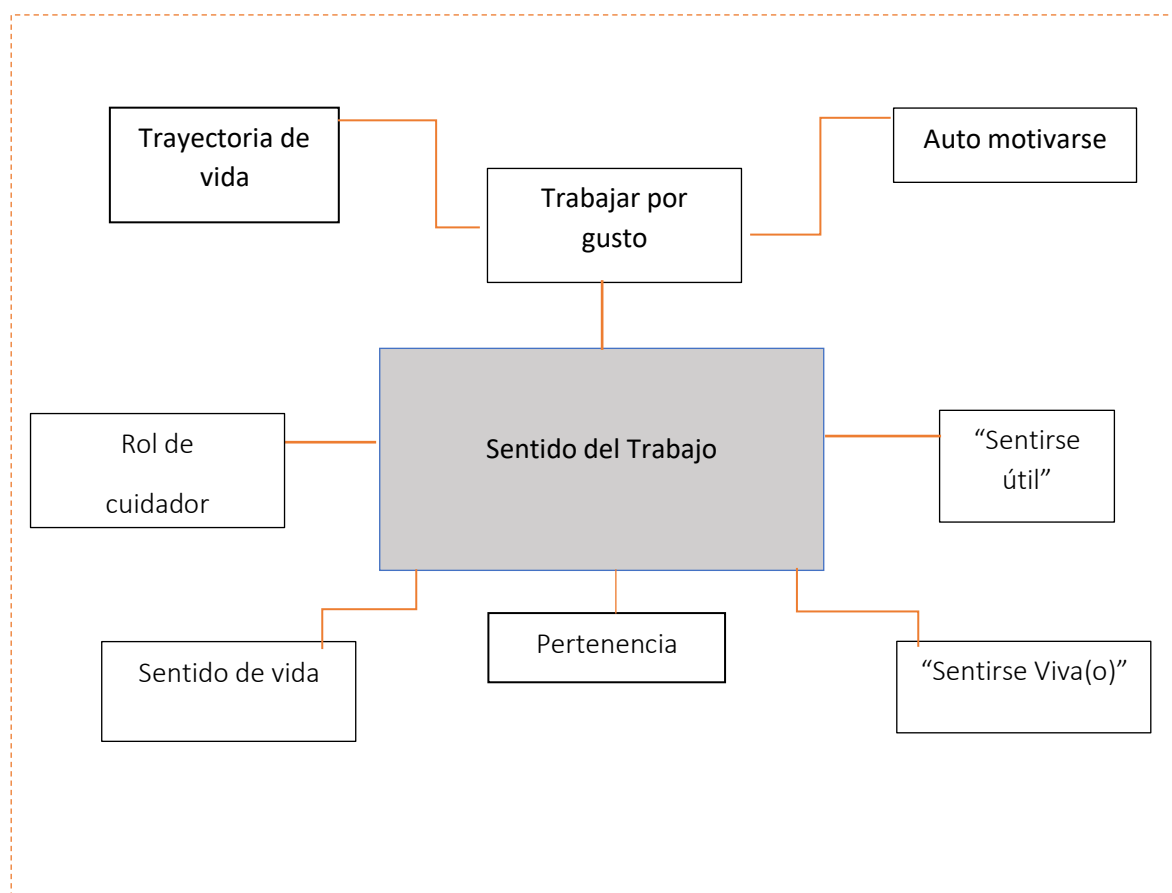 Trayectoria de
vida
Auto motivarse
Trabajar por
gusto
Rol de
cuidador
Sentido del Trabajo
“Sentirse
útil”
Sentido de vida
Pertenencia
“Sentirse Viva(o)”